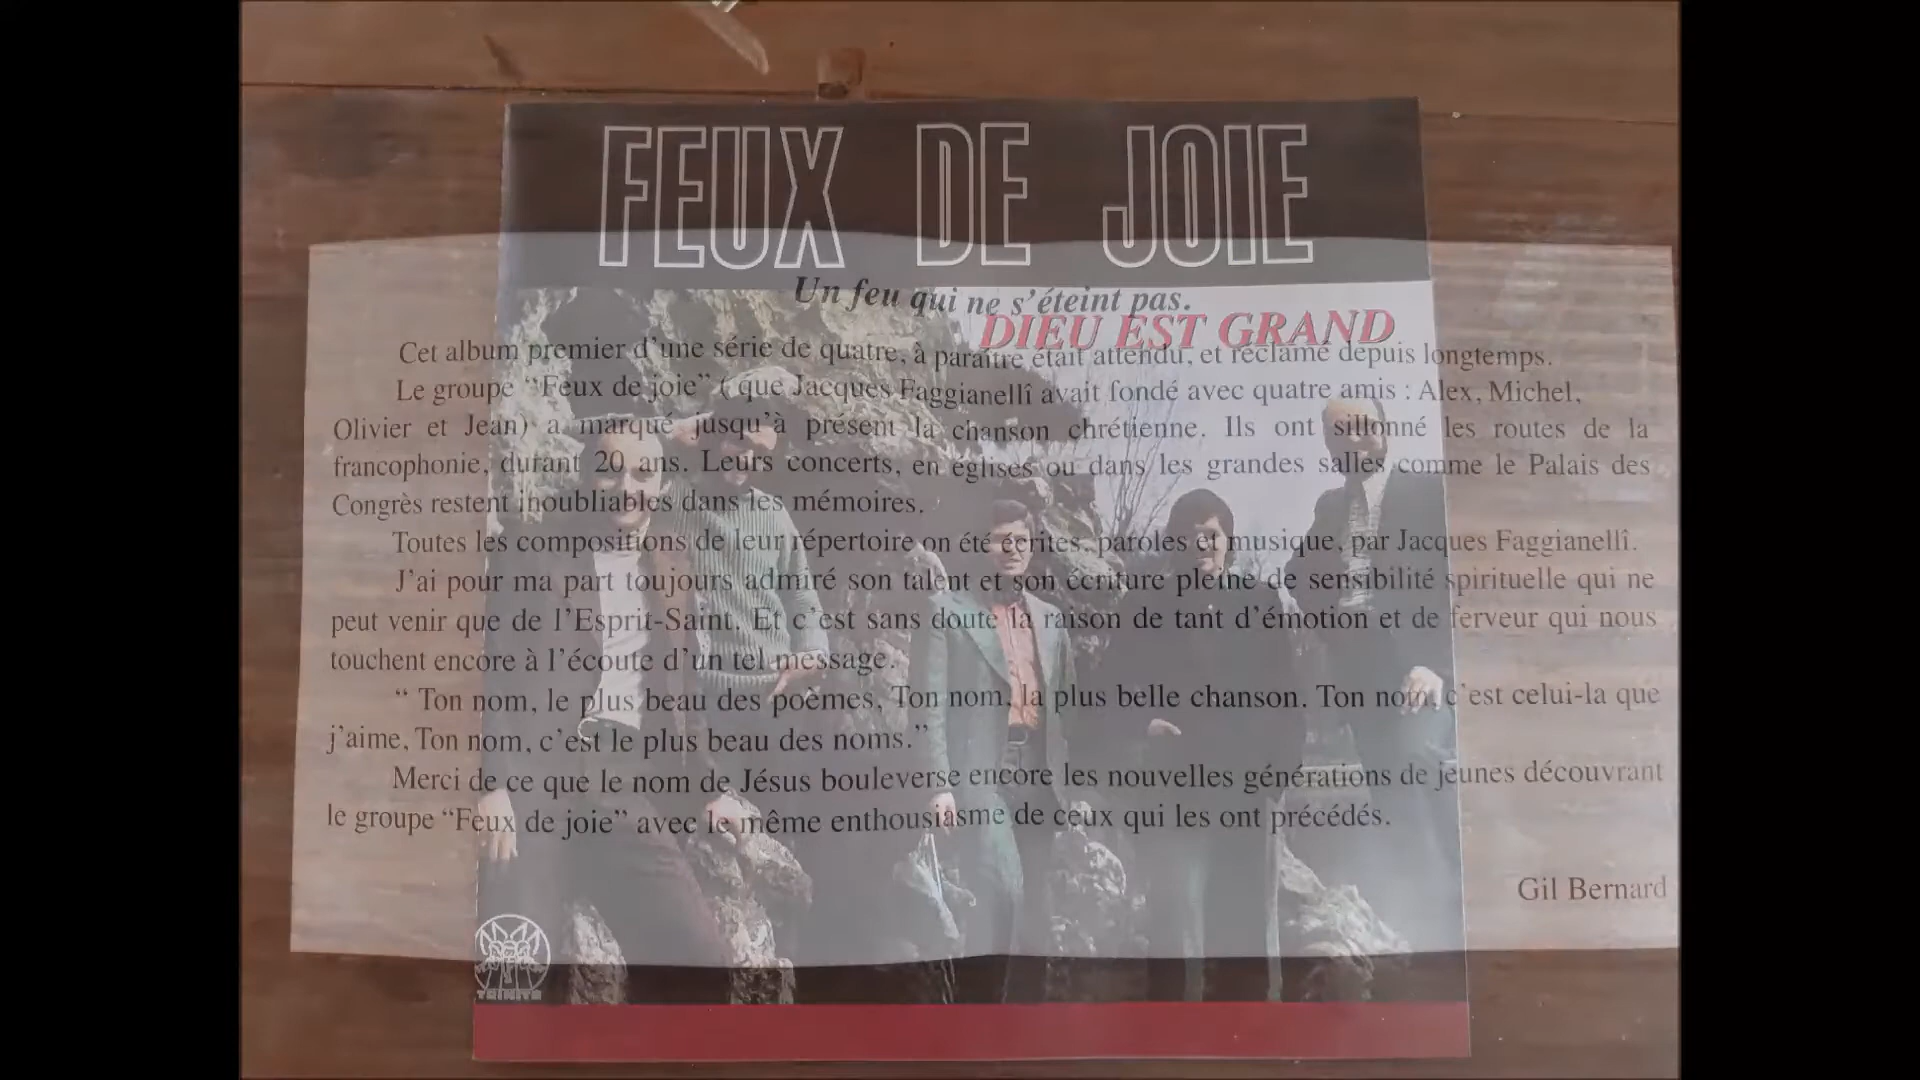 FEUX DE JOIE
Un feu qui ne s'éteint pas.
DIEU EST GRAND
Cet album premier d'une série de quatre, à paraître était attendu, et réclamé depuis longtemps.
Le groupe “Feux de joie” ( que Jacques Faggianellî avait fondé avec quatre amis : Alex, Michel,
Olivier et Jean) a marqué jusqu'à présent la chanson chrétienne. Ils ont sillonné les routes de la
francophonie, durant 20 ans. Leurs concerts, en églises ou dans les grandes salles comme le Palais des
Congrès restent inoubliables dans les mémoires.
Toutes les compositions de leur répertoire on été écrites, paroles et musique, par Jacques Faggianellî.
J'ai pour ma part toujours admiré son talent et son écriture pleine de sensibilité spirituelle qui ne
peut venir que de l'Esprit-Saint. Et c'est sans doute la raison de tant d'émotion et de ferveur qui nous
touchent encore à l'écoute d'un tel message.
“ Ton nom, le plus beau des poèmes, Ton nom, la plus belle chanson. Ton nom, c'est celui-la que
j'aime, Ton nom, c'est le plus beau des noms.”
Merci de ce que le nom de Jésus bouleverse encore les nouvelles générations de jeunes découvrant
le groupe “Feux de joie” avec le même enthousiasme de ceux qui les ont précédés.
Gil Bernard
TRINITE